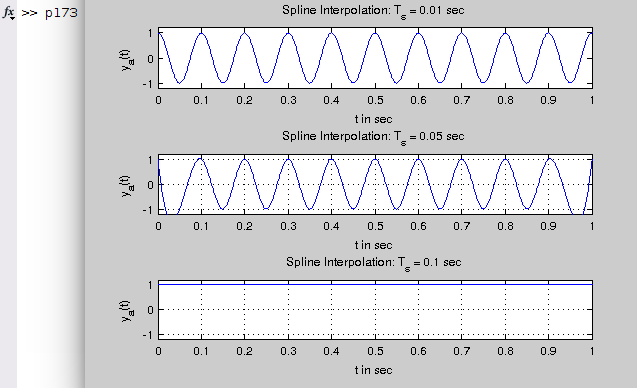 fx >> p173
Spline Interpolation: Ts = 0.01 sec
ya(t)
1
0
-1
0 0.1 0.2 0.3 0.4 0.5 0.6 0.7 0.8 0.9 1
t in sec
Spline Interpolation: Ts = 0.05 sec
ya(t)
1
0
-1
0 0.1 0.2 0.3 0.4 0.5 0.6 0.7 0.8 0.9 1
t in sec
Spline Interpolation: Ts = 0.1 sec
ya(t)
1
0
-1
0 0.1 0.2 0.3 0.4 0.5 0.6 0.7 0.8 0.9 1
t in sec